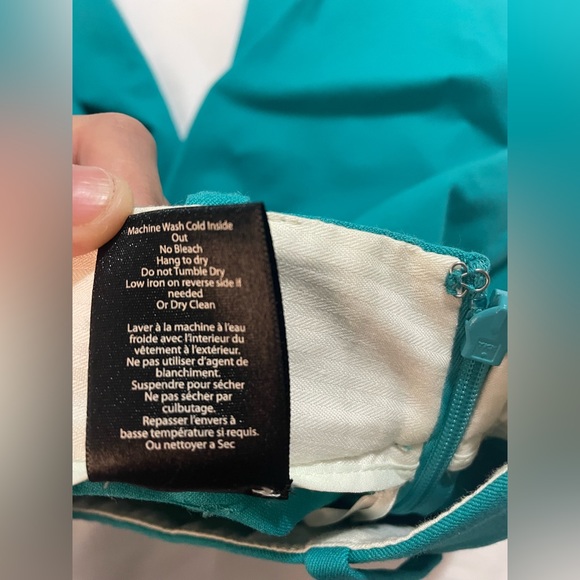 Machine Wash Cold Inside
Out
No Bleach
Hang to dry
Do not Tumble Dry
Low iron on reverse side if
needed
Or Dry Clean
Laver à la machine à l'eau
froide avec l'interieur du
vêtement à l'extérieur.
Ne pas utiliser d'agent de
blanchiment.
Suspendre pour sécher
Ne pas sécher par
culbutage.
Repasser l'envers à
basse température si requis.
Ou nettoyer a Sec